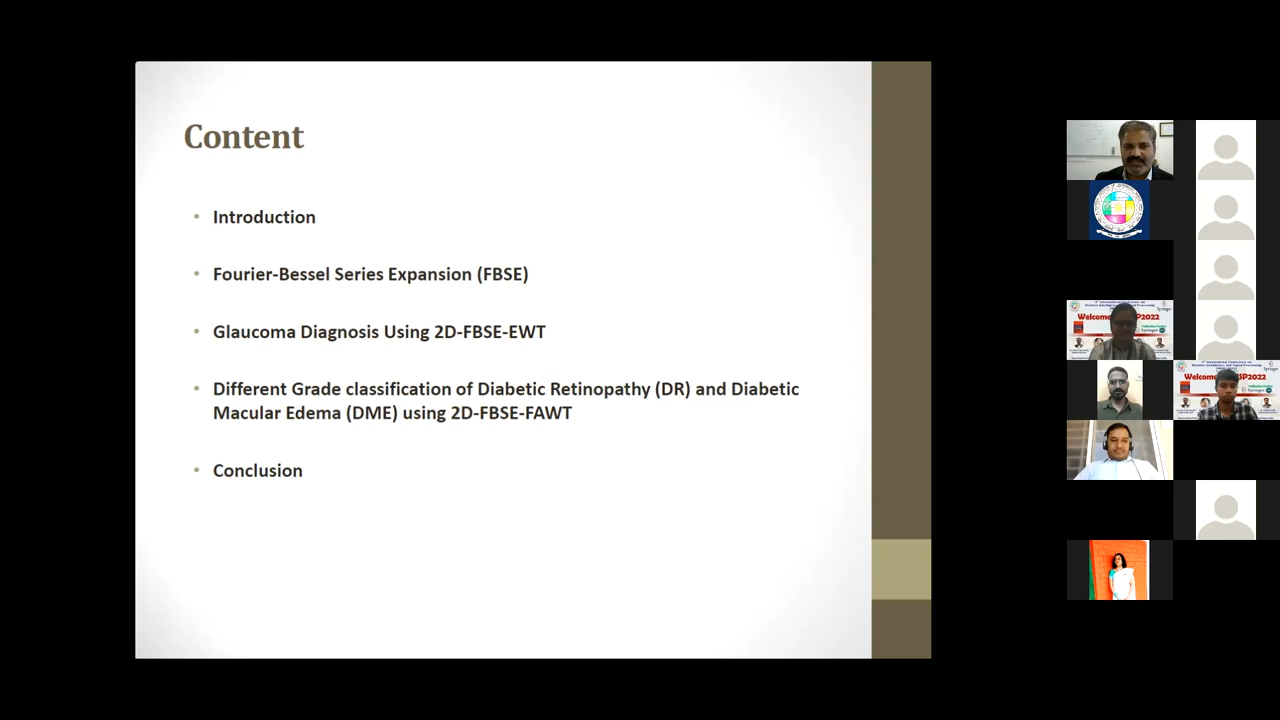 Content
• Introduction
• Fourier-Bessel Series Expansion (FBSE)
• Glaucoma Diagnosis Using 2D-FBSE-EWT
• Different Grade classification of Diabetic Retinopathy (DR) and Diabetic
Macular Edema (DME) using 2D-FBSE-FAWT
• Conclusion
Springer